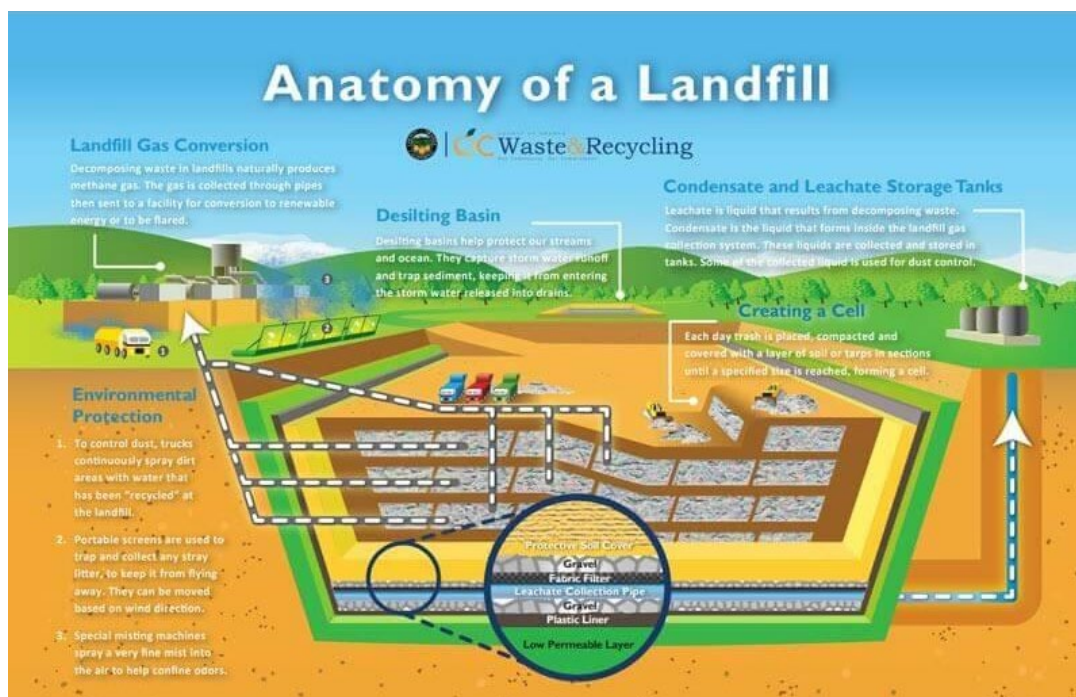 Anatomy of a Landfill
OC Waste&Recycling
Landfill Gas Conversion
Decomposing waste in landfills naturally produces
methane gas. The gas is collected through pipes
then sent to a facility for conversion to renewable
energy or to be flared.
Desilting Basin
Desilting basins help protect our streams
and ocean. They capture storm water runoff
and trap sediment, keeping it from entering
the storm water released into drains.
Condensate and Leachate Storage Tanks
Leachate is liquid that results from decomposing waste.
Condensate is the liquid that forms inside the landfill gas
collection system. These liquids are collected and stored in
tanks. Some of the collected liquid is used for dust control.
Creating a Cell
Each day trash is placed, compacted and
covered with a layer of soil or tarps in sections
until a specified size is reached, forming a cell.
3
2
1
Environmental
Protection
1. To control dust, trucks
continuously spray dirt
areas with water that
has been "recycled" at
the landfill.
2. Portable screens are used to
trap and collect any stray
litter, to keep it from flying
away. They can be moved
based on wind direction.
3. Special misting machines
spray a very fine mist into
the air to help confine odors.
Protective Soil Cover
Gravel
Fabric Filter
Leachate Collection Pipe
Gravel
Plastic Liner
Low Permeable Layer